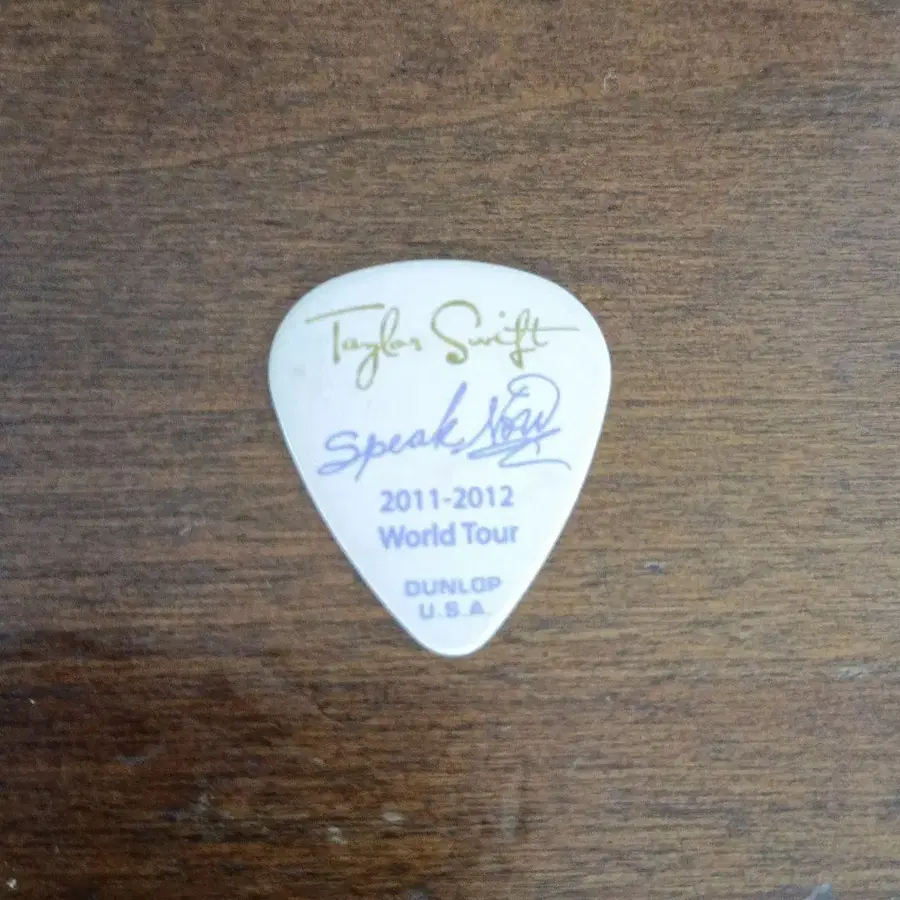 Taylor Swift
Speak Now
2011-2012
World Tour
DUNLOP
U.S.A.